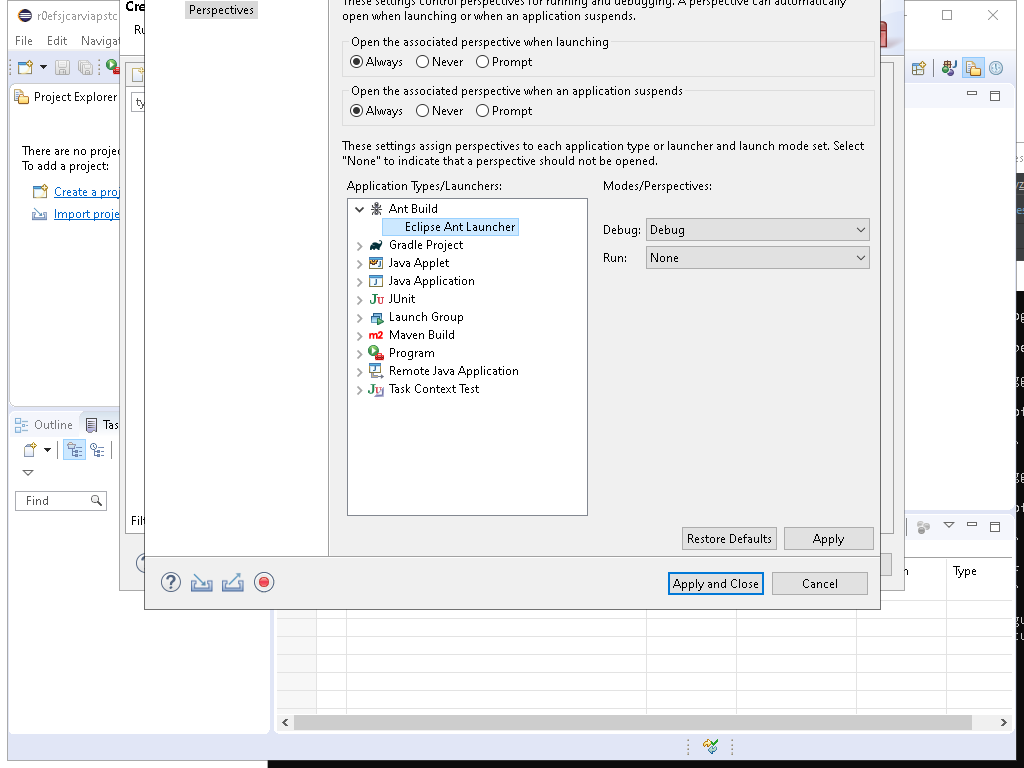 r0efsjcarviapstc
Cre
Perspectives
These settings control perspectives for running and debugging. A perspective can automatically
open when launching or when an application suspends.
File Edit Navigat
Ru
Open the associated perspective when launching
Always Never Prompt
Project Explorer
ty
Open the associated perspective when an application suspends
Always Never Prompt
There are no projec
To add a project:
Create a proj
Import proje
These settings assign perspectives to each application type or launcher and launch mode set. Select
"None" to indicate that a perspective should not be opened.
Application Types/Launchers:
Modes/Perspectives:
Ant Build
Eclipse Ant Launcher
Gradle Project
Java Applet
Java Application
JUnit
Launch Group
Maven Build
Program
Remote Java Application
Task Context Test
Debug: Debug
Run: None
Outline Tas
Find
Filt
Restore Defaults Apply
Apply and Close Cancel
Type